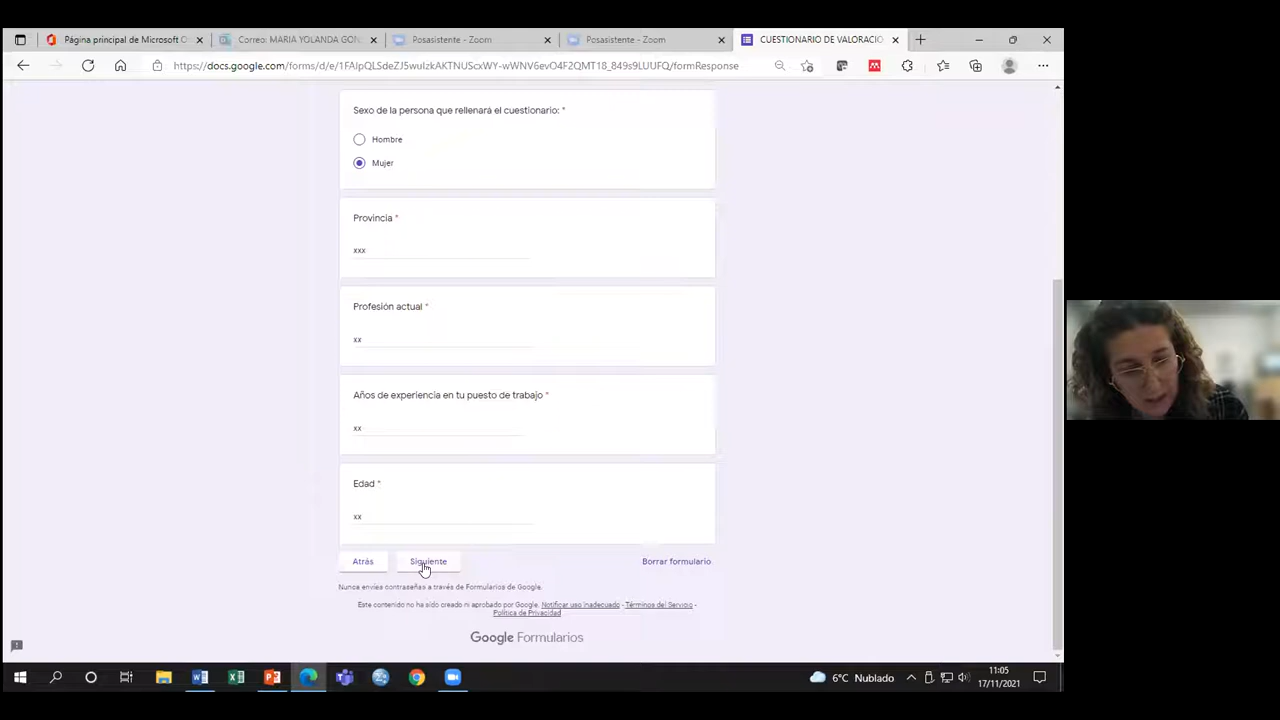 Página principal de Microsoft O
Correo: MARIA YOLANDA GON
Posasistente - Zoom
Posasistente - Zoom
CUESTIONARIO DE VALORACIO
https://docs.google.com/forms/d/e/1FAIpQLSdeZJ5wuIzkAKTNUScxWY-wWNV6evO4F2QMT18_849s9LUUFQ/formResponse
Sexo de la persona que rellenará el cuestionario: *
Hombre
Mujer
Provincia *
xxx
Profesión actual *
xx
Años de experiencia en tu puesto de trabajo *
xx
Edad *
xx
Atrás
Siguiente
Borrar formulario
Nunca envíes contraseñas a través de Formularios de Google.
Este contenido no ha sido creado ni aprobado por Google. Notificar uso inadecuado - Términos del Servicio -
Política de Privacidad
Google Formularios
6°C Nublado
11:05
17/11/2021